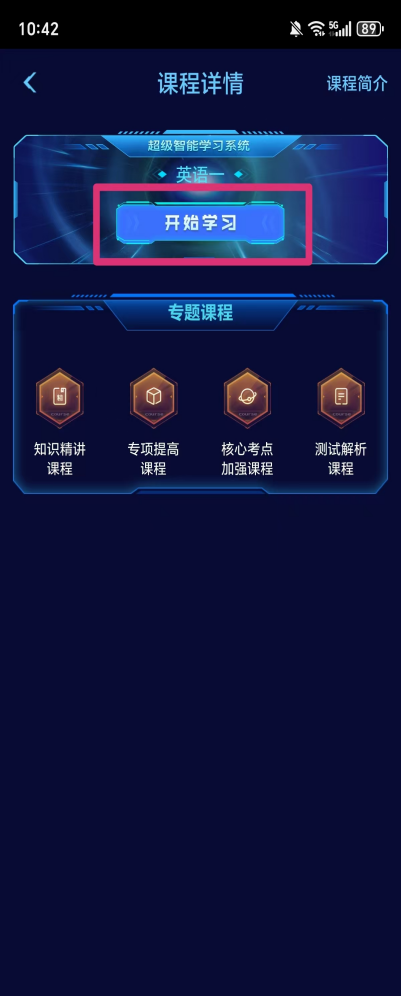 10:42
5G
89
课程详情
课程简介
超级智能学习系统
英语一
开始学习
专题课程
知识精讲
课程
专项提高
课程
核心考点
加强课程
测试解析
课程